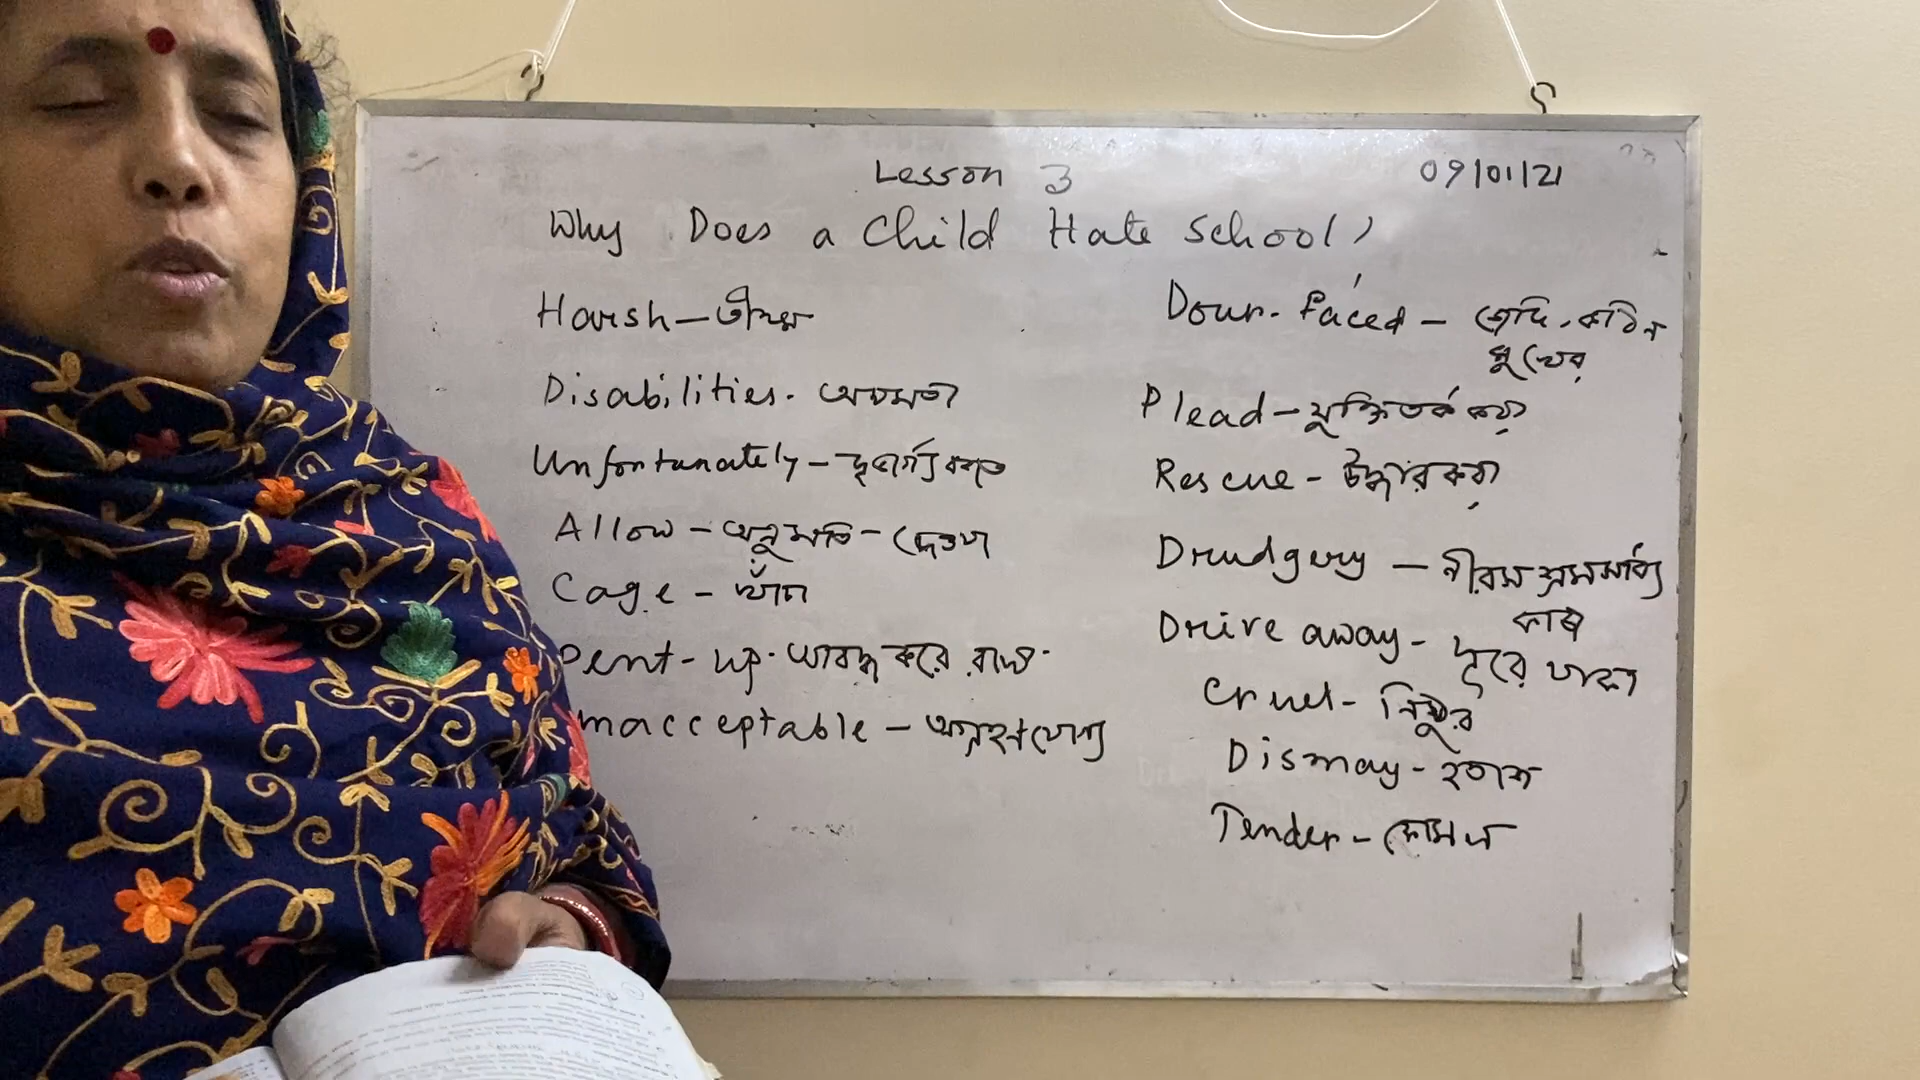 Lesson 3
09/01/21
Why Does a Child Hate School?
Harsh - তীক্ষ্ণ
Disabilities. অক্ষমতা
Unfortunately - দুর্ভাগ্যবশত
Allow - অনুমতি - দেওয়া
Cage - খাঁচা
Pent-up. আবদ্ধ করে রাখা.
nacceptable - অগ্রহণযোগ্য
Dour-faced - জেদি, কঠিন
মুখের
Plead - যুক্তিতর্ক করা
Rescue - উদ্ধার করা
Drudgery - নীরস শ্রমসাধ্য
কাজ
Drive away - দূরে
Cruel - নিষ্ঠুর
Dismay - হতাশ
Tender - কোমল